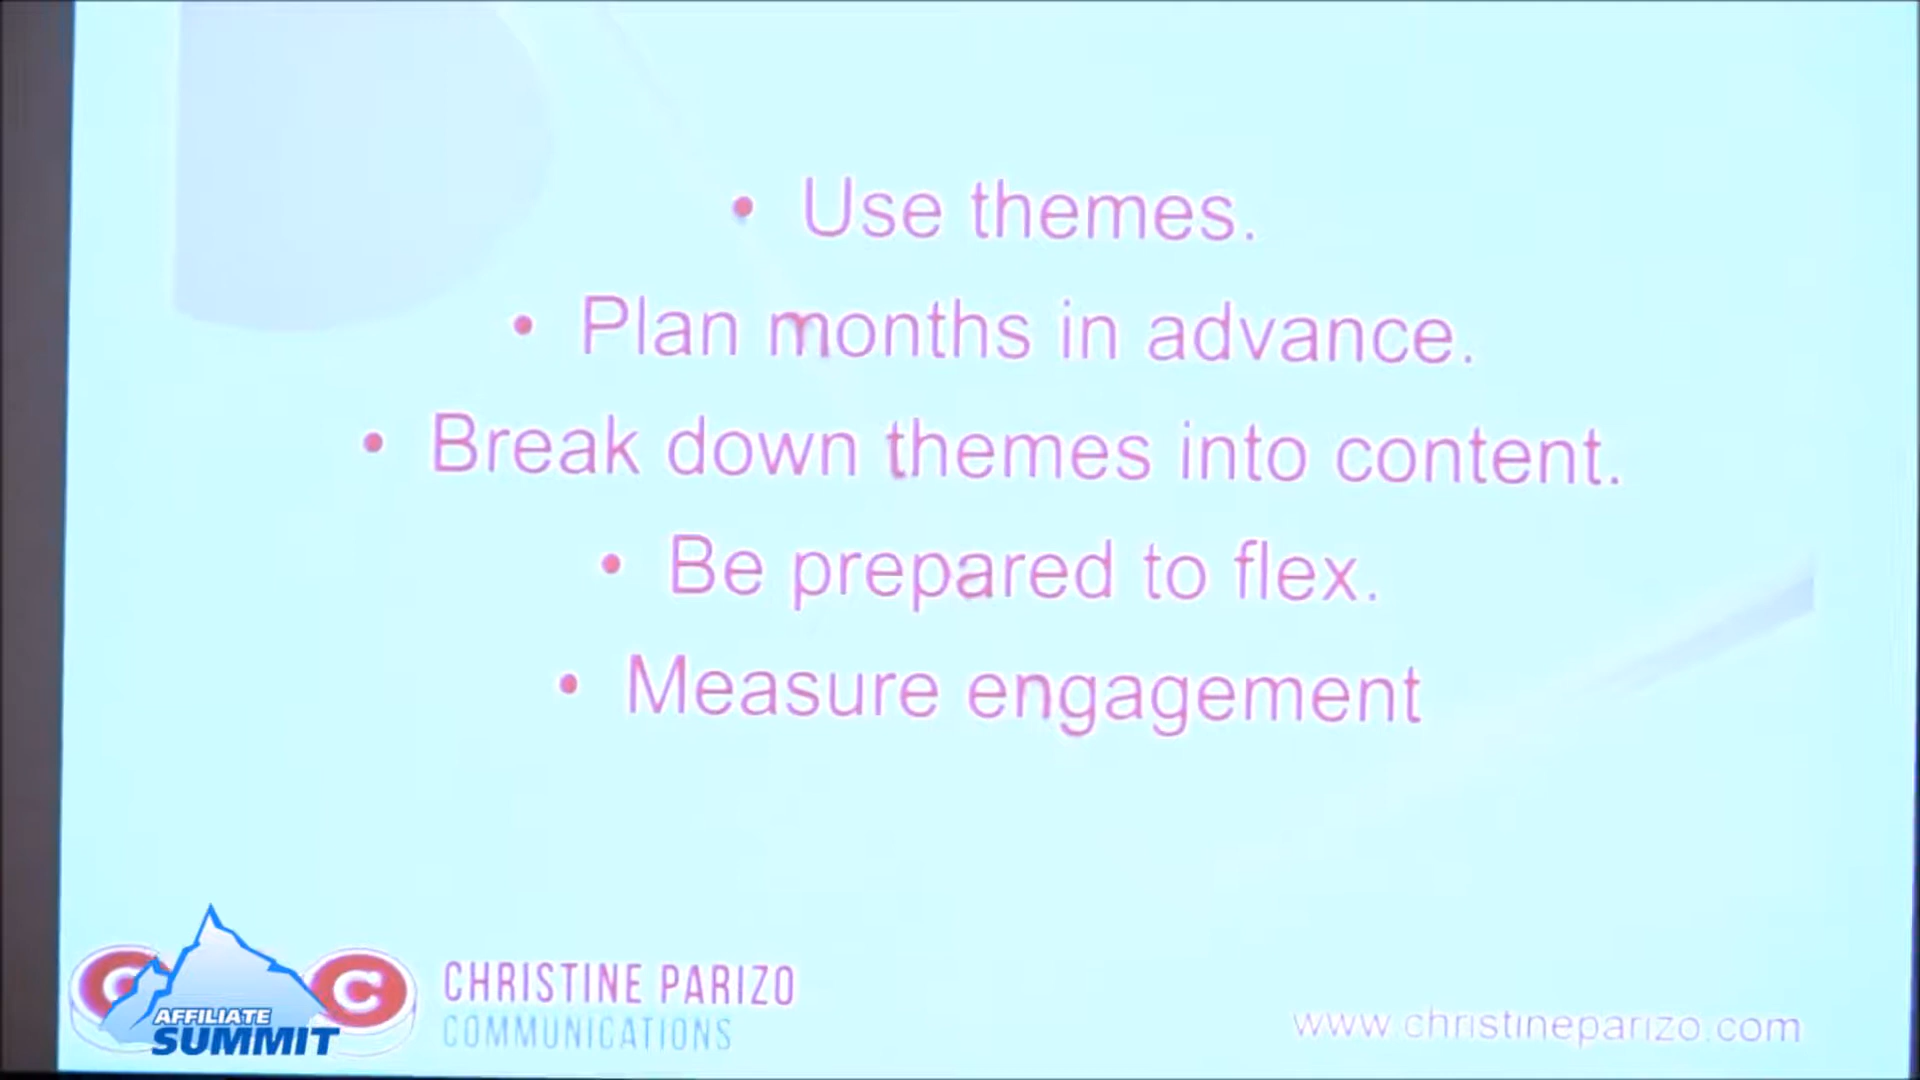 • Use themes.
• Plan months in advance.
• Break down themes into content.
• Be prepared to flex.
• Measure engagement
C C
AFFILIATE
SUMMIT
CHRISTINE PARIZO
COMMUNICATIONS
www.christineparizo.com